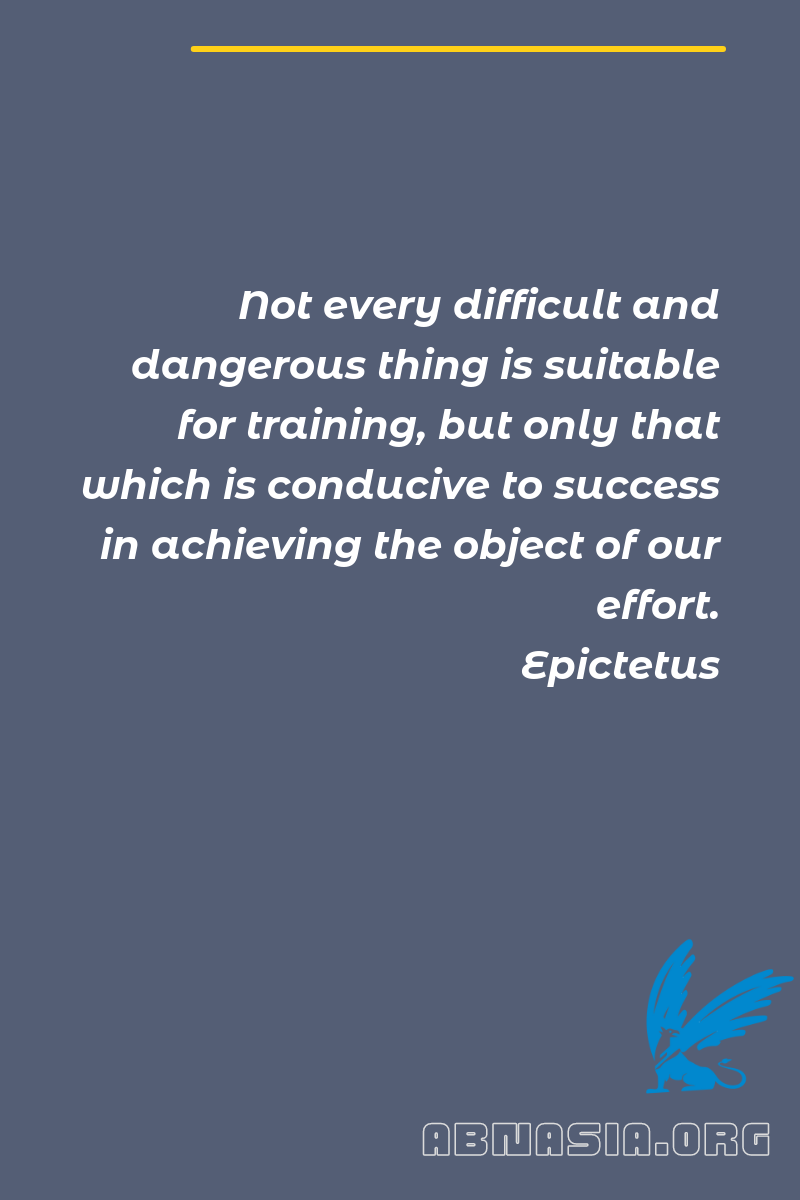 Not every difficult and
dangerous thing is suitable
for training, but only that
which is conducive to success
in achieving the object of our
effort.
Epictetus
ABNASIA.ORG